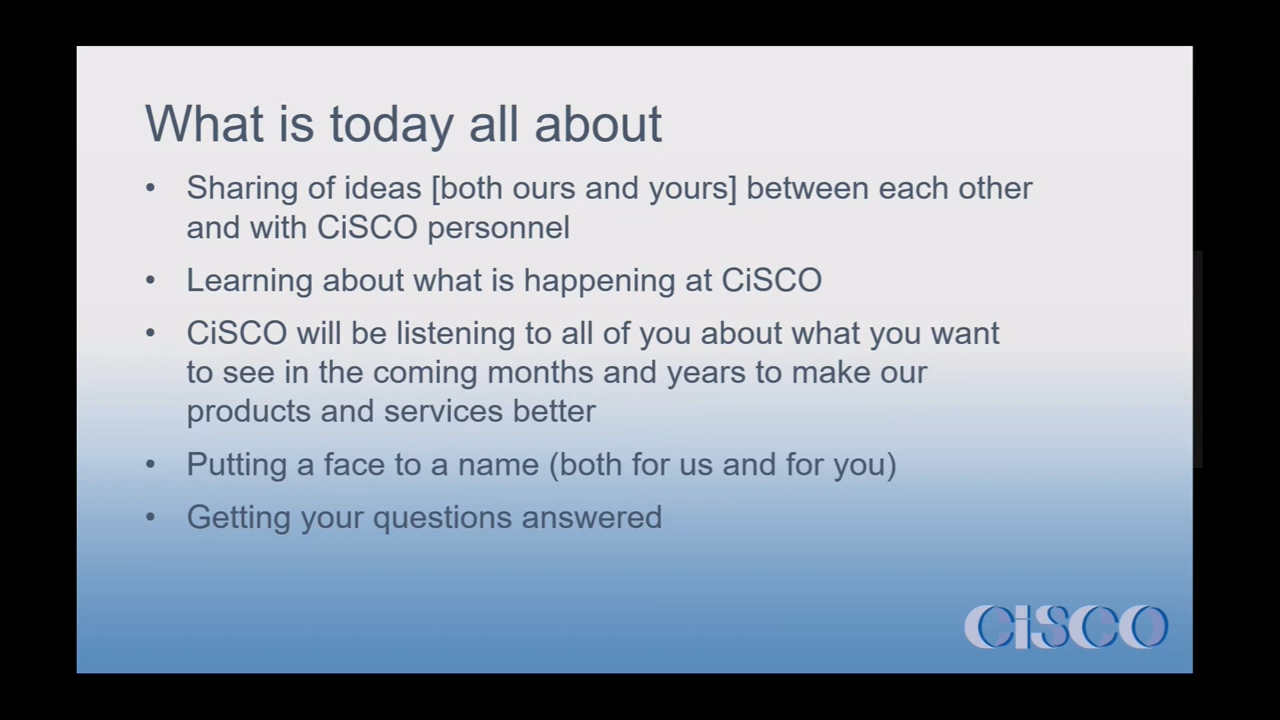 What is today all about
• Sharing of ideas [both ours and yours] between each other
and with CiSCO personnel
• Learning about what is happening at CiSCO
• CiSCO will be listening to all of you about what you want
to see in the coming months and years to make our
products and services better
• Putting a face to a name (both for us and for you)
• Getting your questions answered
CiSCO